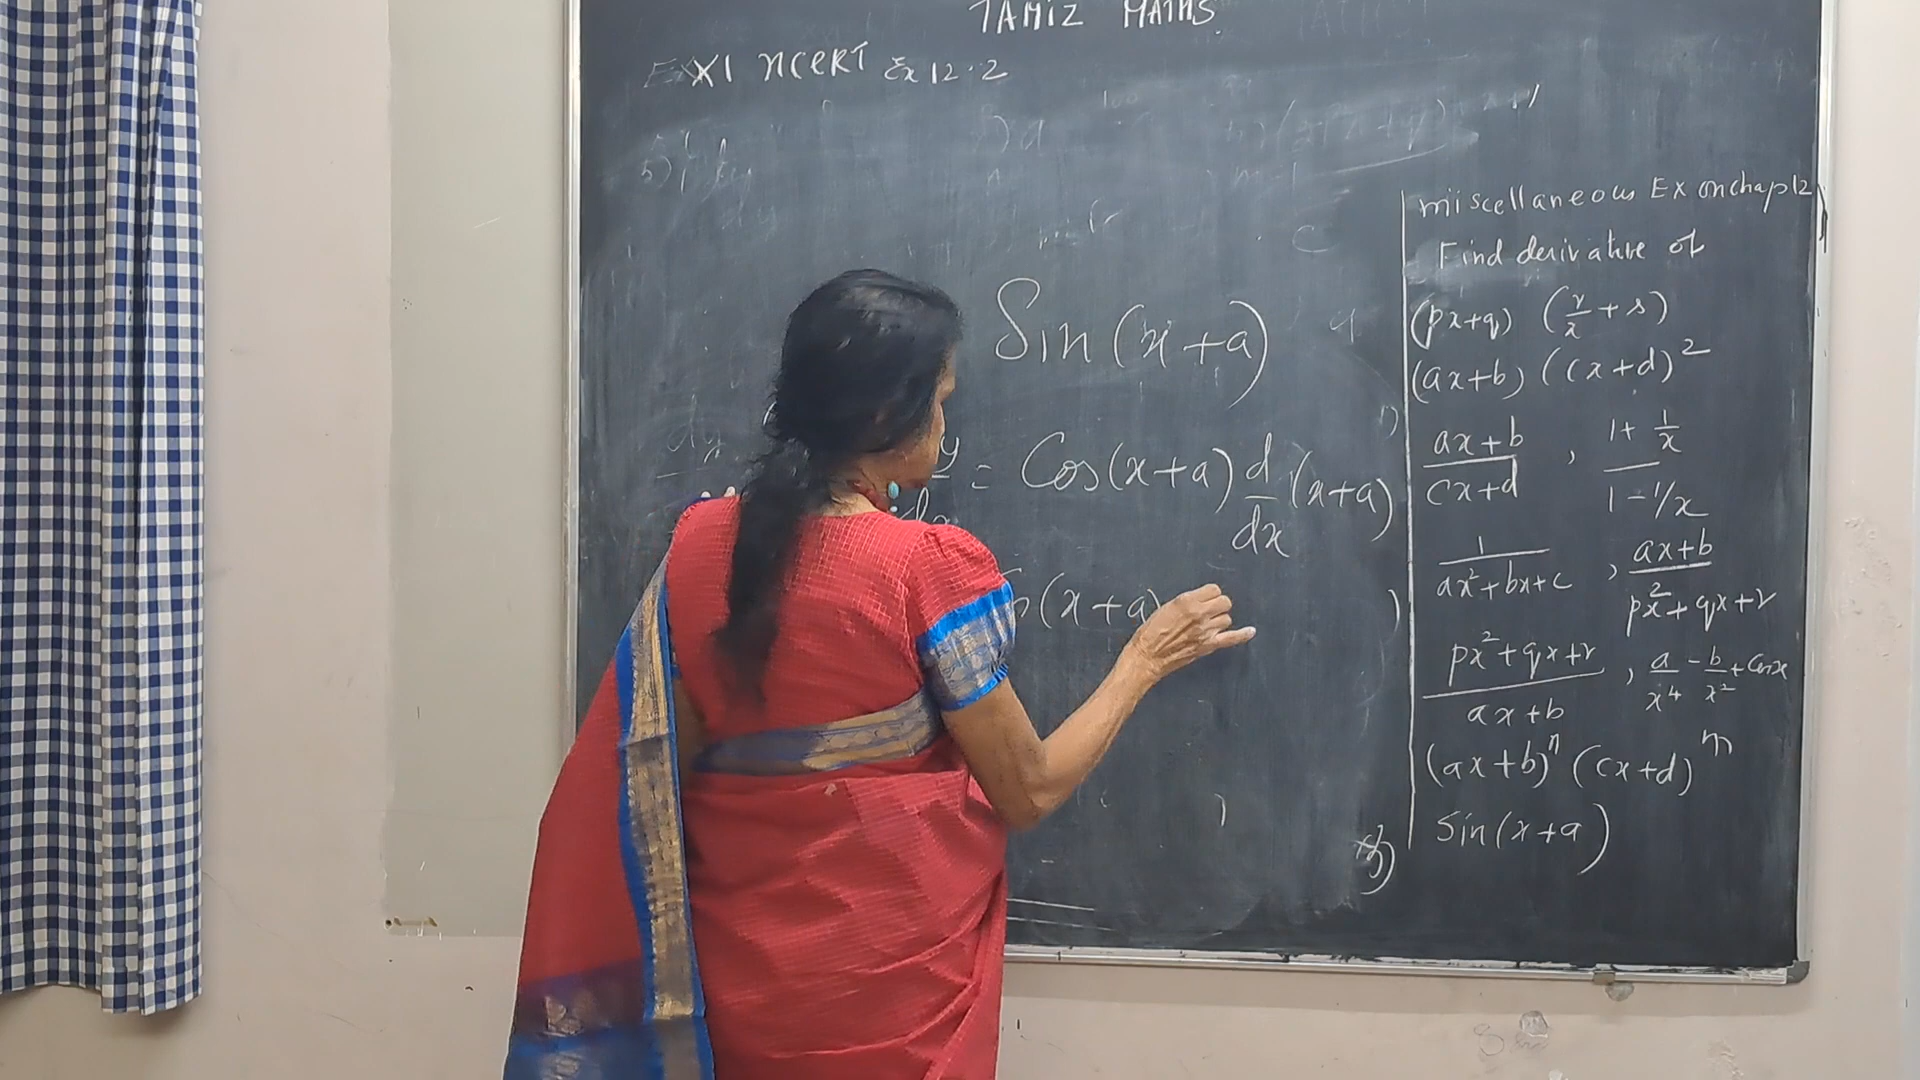 TAMIZ MATHS
XI NCERT Ex 12.2
Sin (x+a)
= Cos(x+a) d/dx (x+a)
(x+a)
miiscellaneous Ex on chap 12
Find derivative of
(px+q) (r/x + s)
(ax+b) (cx+d)²
ax+b / cx+d , 1+ 1/x / 1-1/x
1 / ax²+bx+c , ax+b / px²+qx+r
px²+qx+r / ax+b , a/x⁴ - b/x² + Cosx
(ax+b)ⁿ (cx+d)ᵐ
Sin(x+a)